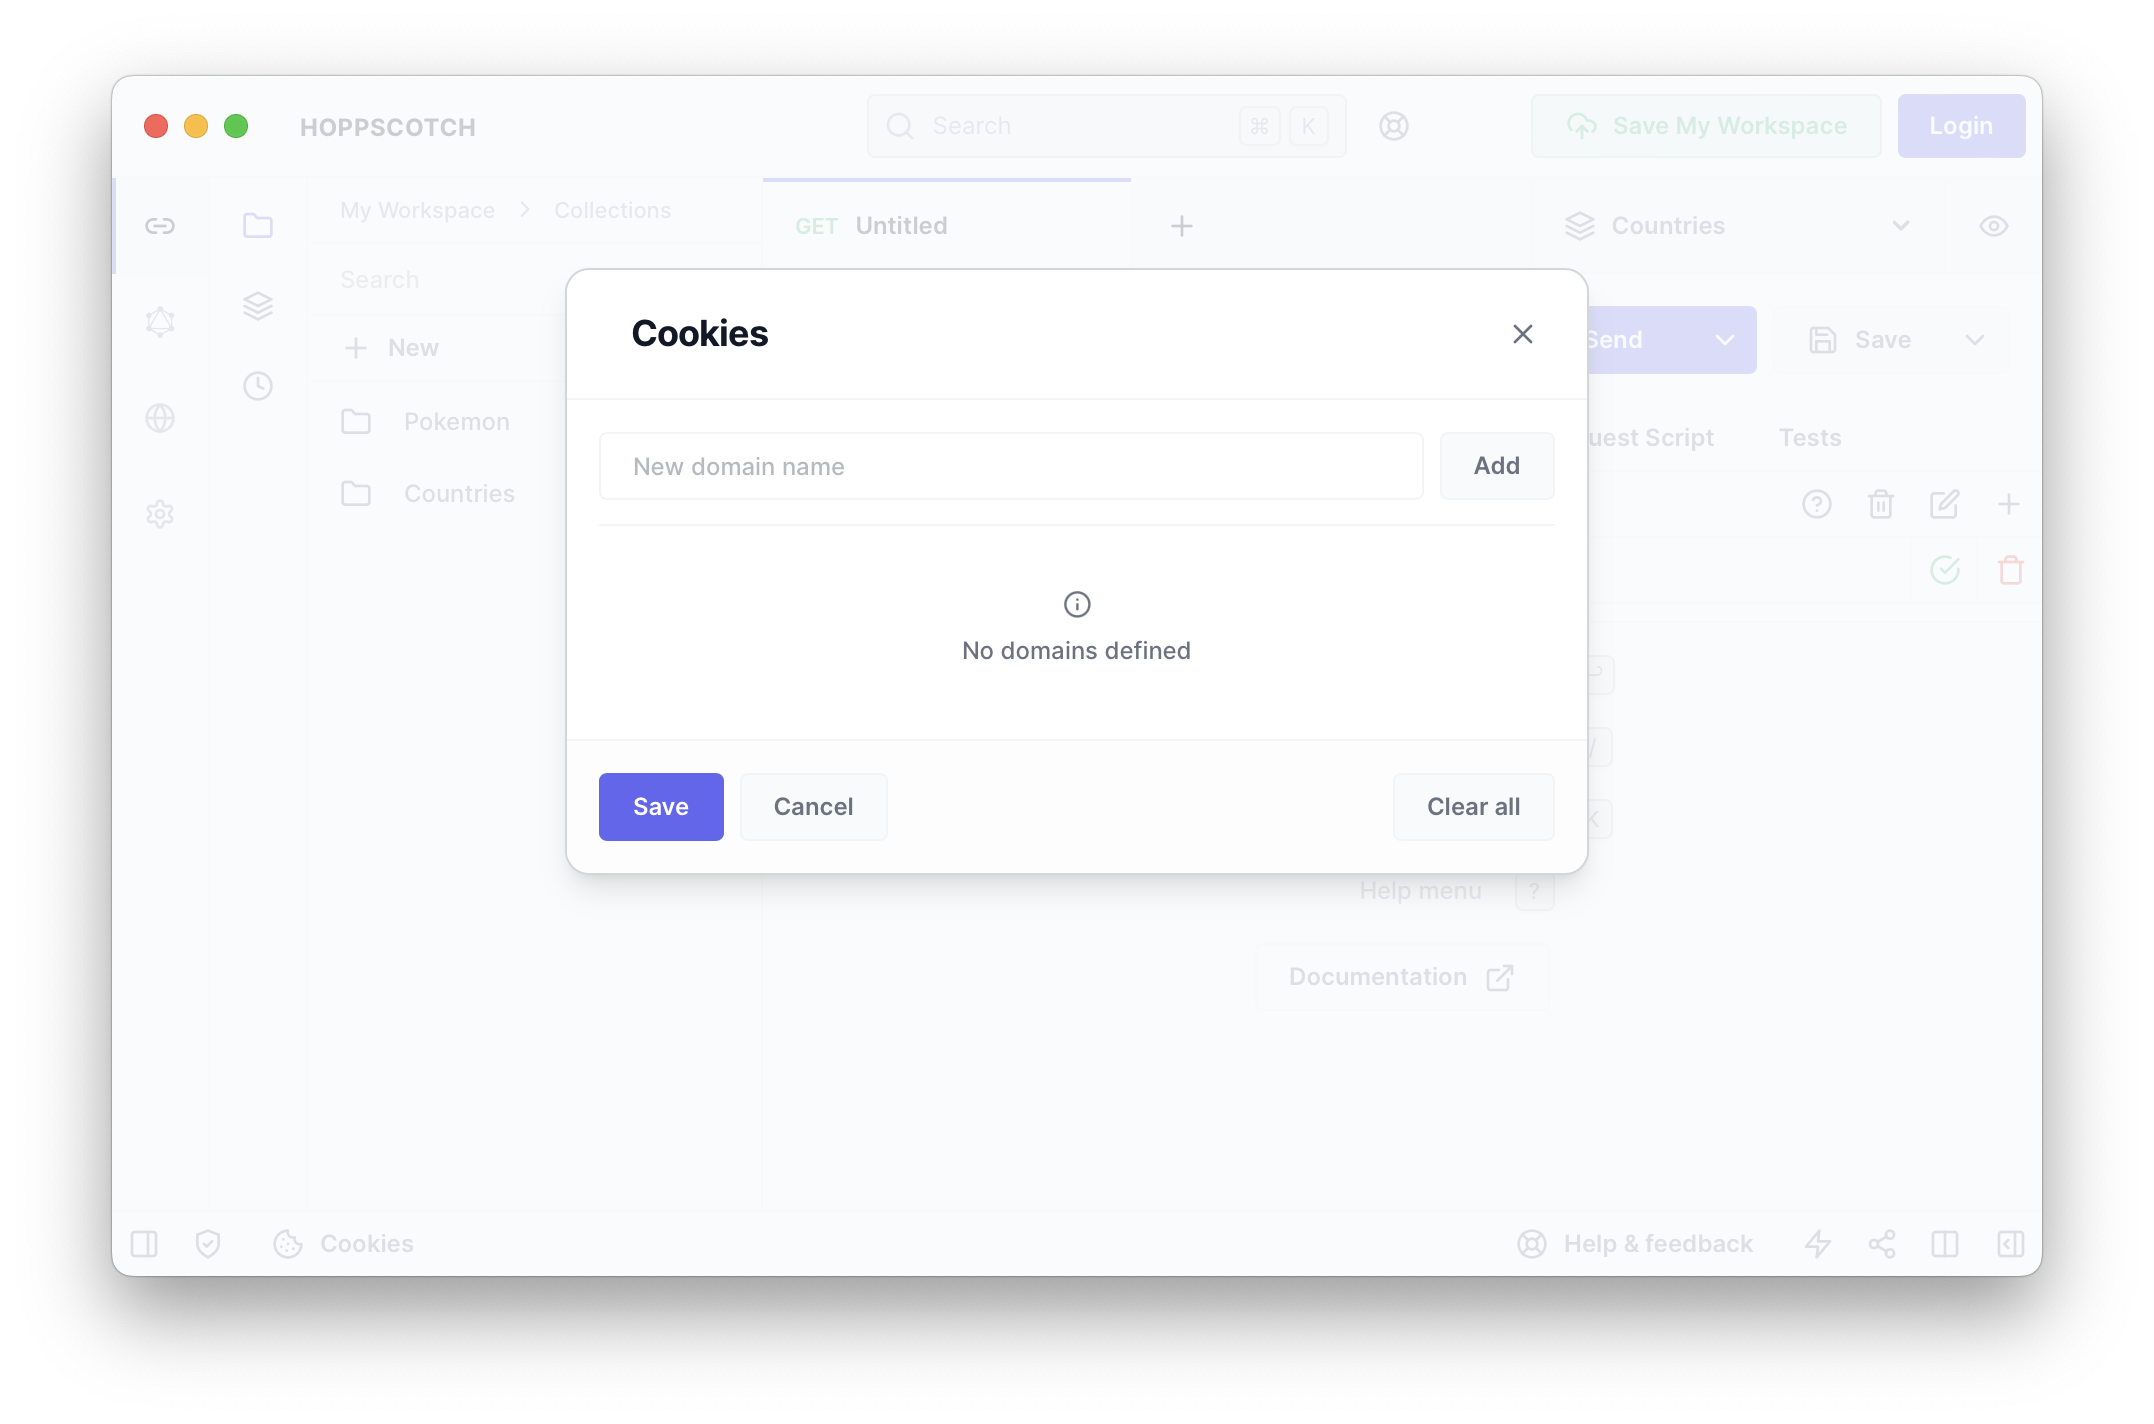 HOPPSCOTCH
Search
⌘ K
Save My Workspace
Login
My Workspace > Collections
GET Untitled
Countries
Search
New
Pokemon
Countries
Send
Save
uest Script
Tests
Cookies
New domain name
Add
No domains defined
Save
Cancel
Clear all
/
K
Help menu ?
Documentation
Cookies
Help & feedback